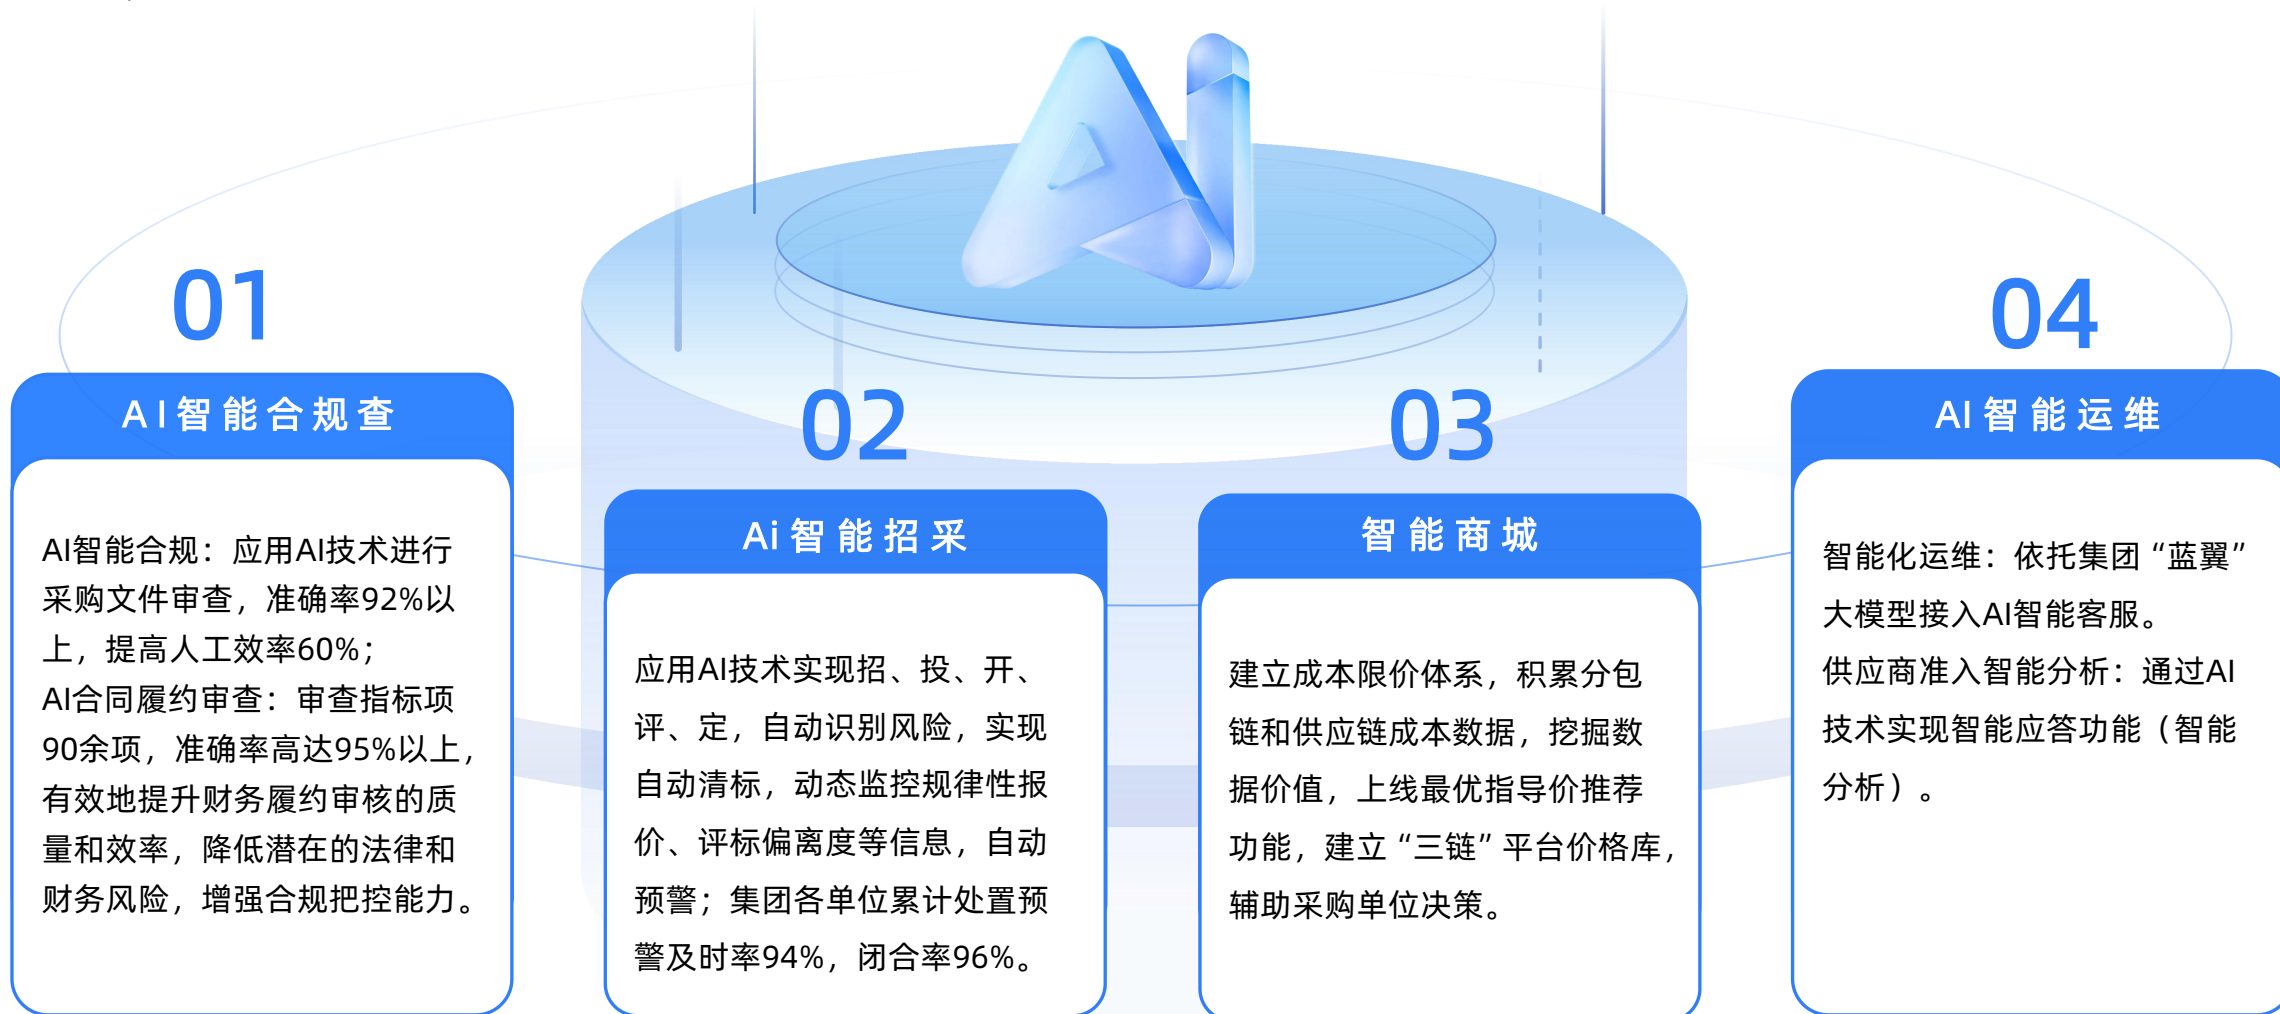 AI
01
AI智能合规查
AI智能合规：应用AI技术进行
采购文件审查，准确率92%以
上，提高人工效率60%；
AI合同履约审查：审查指标项
90余项，准确率高达95%以上，
有效地提升财务履约审核的质
量和效率，降低潜在的法律和
财务风险，增强合规把控能力。
02
Ai智能招采
应用AI技术实现招、投、开、
评、定，自动识别风险，实现
自动清标，动态监控规律性报
价、评标偏离度等信息，自动
预警；集团各单位累计处置预
警及时率94%，闭合率96%。
03
智能商城
建立成本限价体系，积累分包
链和供应链成本数据，挖掘数
据价值，上线最优指导价推荐
功能，建立“三链”平台价格库，
辅助采购单位决策。
04
AI智能运维
智能化运维：依托集团“蓝翼”
大模型接入AI智能客服。
供应商准入智能分析：通过AI
技术实现智能应答功能（智能
分析）。